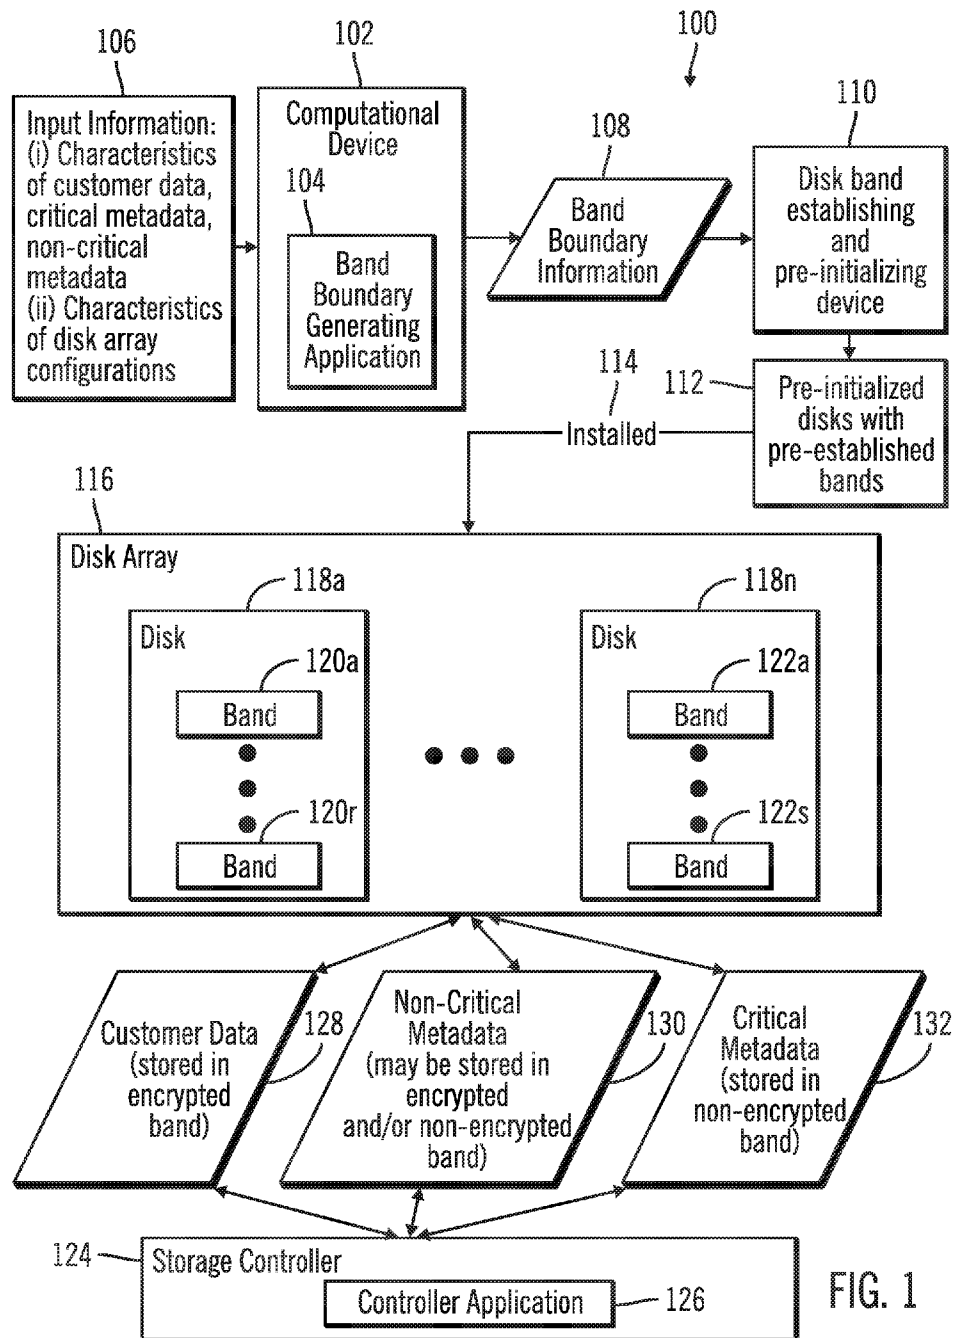 106
102
100
Input Information:
(i) Characteristics
of customer data,
critical metadata,
non-critical
metadata
(ii) Characteristics
of disk array
configurations
Computational
Device
104
Band
Boundary
Generating
Application
108
Band
Boundary
Information
110
Disk band
establishing
and
pre-initializing
device
114
Installed
112
Pre-initialized
disks with
pre-established
bands
116
Disk Array
118a
Disk
120a
Band
120r
Band
118n
Disk
122a
Band
122s
Band
Customer Data
(stored in
encrypted
band)
128
Non-Critical
Metadata
(may be stored in
encrypted
and/or non-encrypted
band)
130
Critical
Metadata
(stored in
non-encrypted
band)
132
124
Storage Controller
Controller Application
126
FIG. 1